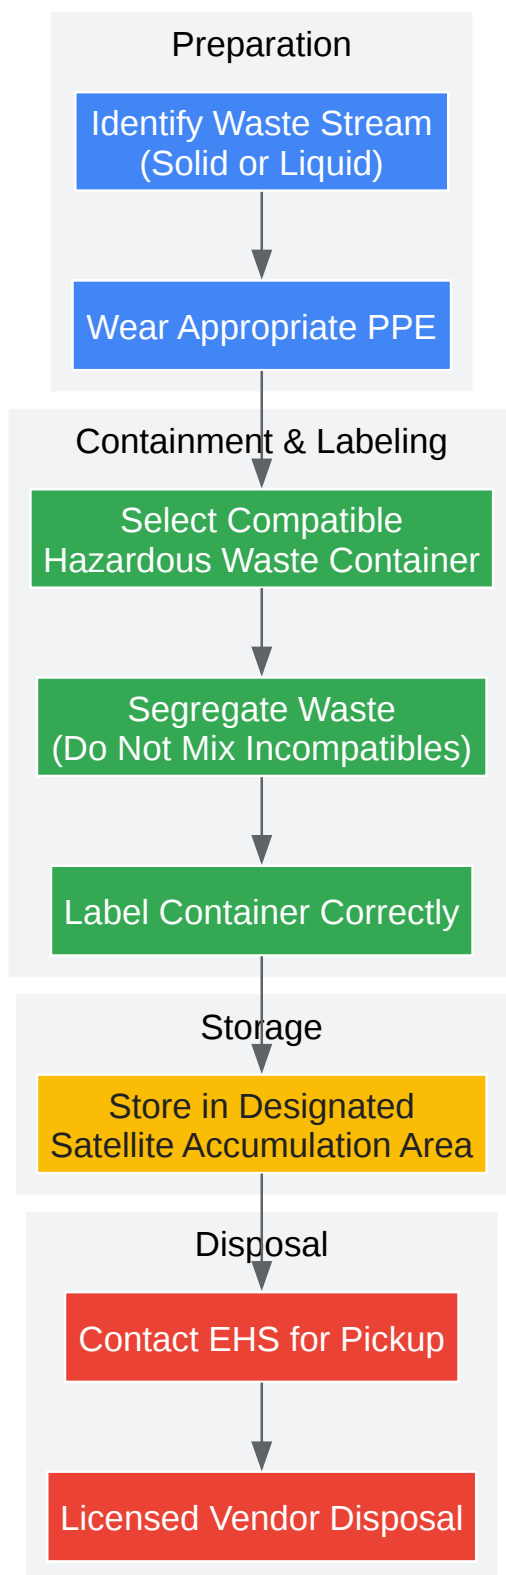 Preparation
Identify Waste Stream
(Solid or Liquid)
Wear Appropriate PPE
Containment & Labeling
Select Compatible
Hazardous Waste Container
Segregate Waste
(Do Not Mix Incompatibles)
Label Container Correctly
Storage
Store in Designated
Satellite Accumulation Area
Disposal
Contact EHS for Pickup
Licensed Vendor Disposal